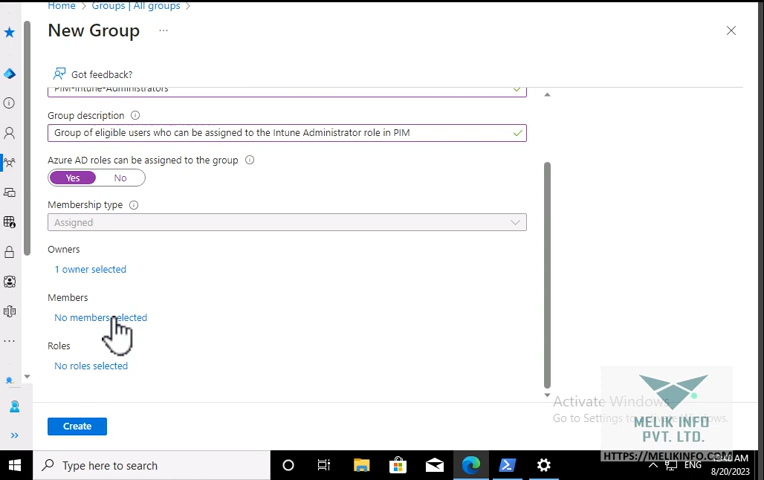 Home > Groups | All groups >
New Group ...
Got feedback?
PIM-Intune-Administrators
Group description
Group of eligible users who can be assigned to the Intune Administrator role in PIM
Azure AD roles can be assigned to the group
Yes No
Membership type
Assigned
Owners
1 owner selected
Members
No members selected
Roles
No roles selected
Create
Activate Windows
Go to Settings to activate Windows.
MELIK INFO
PVT. LTD.
HTTPS://MELIKINFO.COM
Type here to search
ENG
AM
8/20/2023